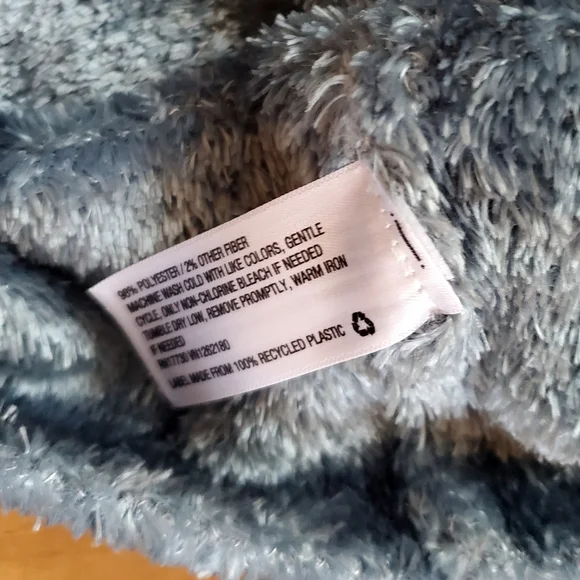 98% POLYESTER / 2% OTHER FIBER
MACHINE WASH COLD WITH LIKE COLORS, GENTLE
CYCLE, ONLY NON-CHLORINE BLEACH IF NEEDED
TUMBLE DRY LOW, REMOVE PROMPTLY, WARM IRON
IF NEEDED
VN1262180
LABEL MADE FROM 100% RECYCLED PLASTIC